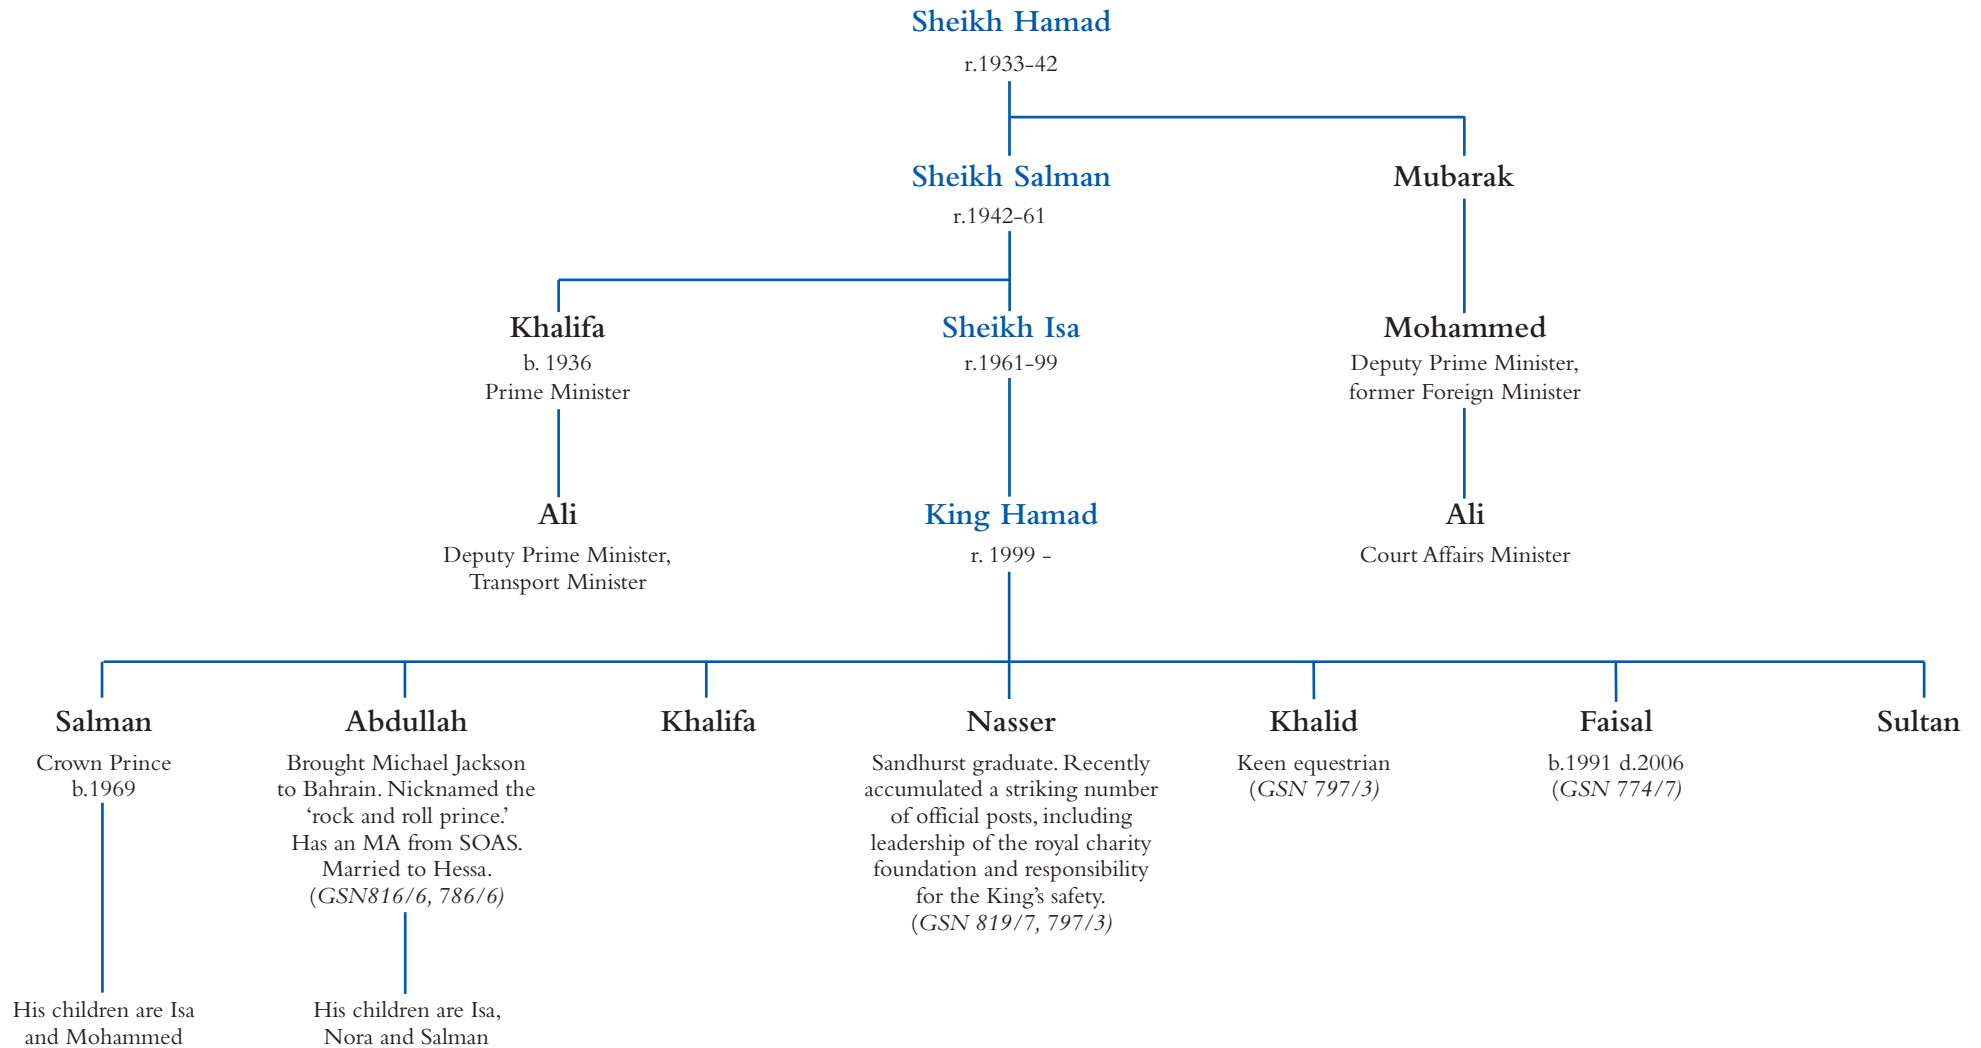 Sheikh Hamad
r.1933-42
Sheikh Salman
r.1942-61
Mubarak
Khalifa
b. 1936
Prime Minister
Sheikh Isa
r.1961-99
Mohammed
Deputy Prime Minister,
former Foreign Minister
Ali
Deputy Prime Minister,
Transport Minister
King Hamad
r. 1999 -
Ali
Court Affairs Minister
Salman
Crown Prince
b.1969
His children are Isa
and Mohammed
Abdullah
Brought Michael Jackson
to Bahrain. Nicknamed the
‘rock and roll prince.’
Has an MA from SOAS.
Married to Hessa.
(GSN816/6, 786/6)
His children are Isa,
Nora and Salman
Khalifa
Nasser
Sandhurst graduate. Recently
accumulated a striking number
of official posts, including
leadership of the royal charity
foundation and responsibility
for the King’s safety.
(GSN 819/7, 797/3)
Khalid
Keen equestrian
(GSN 797/3)
Faisal
b.1991 d.2006
(GSN 774/7)
Sultan